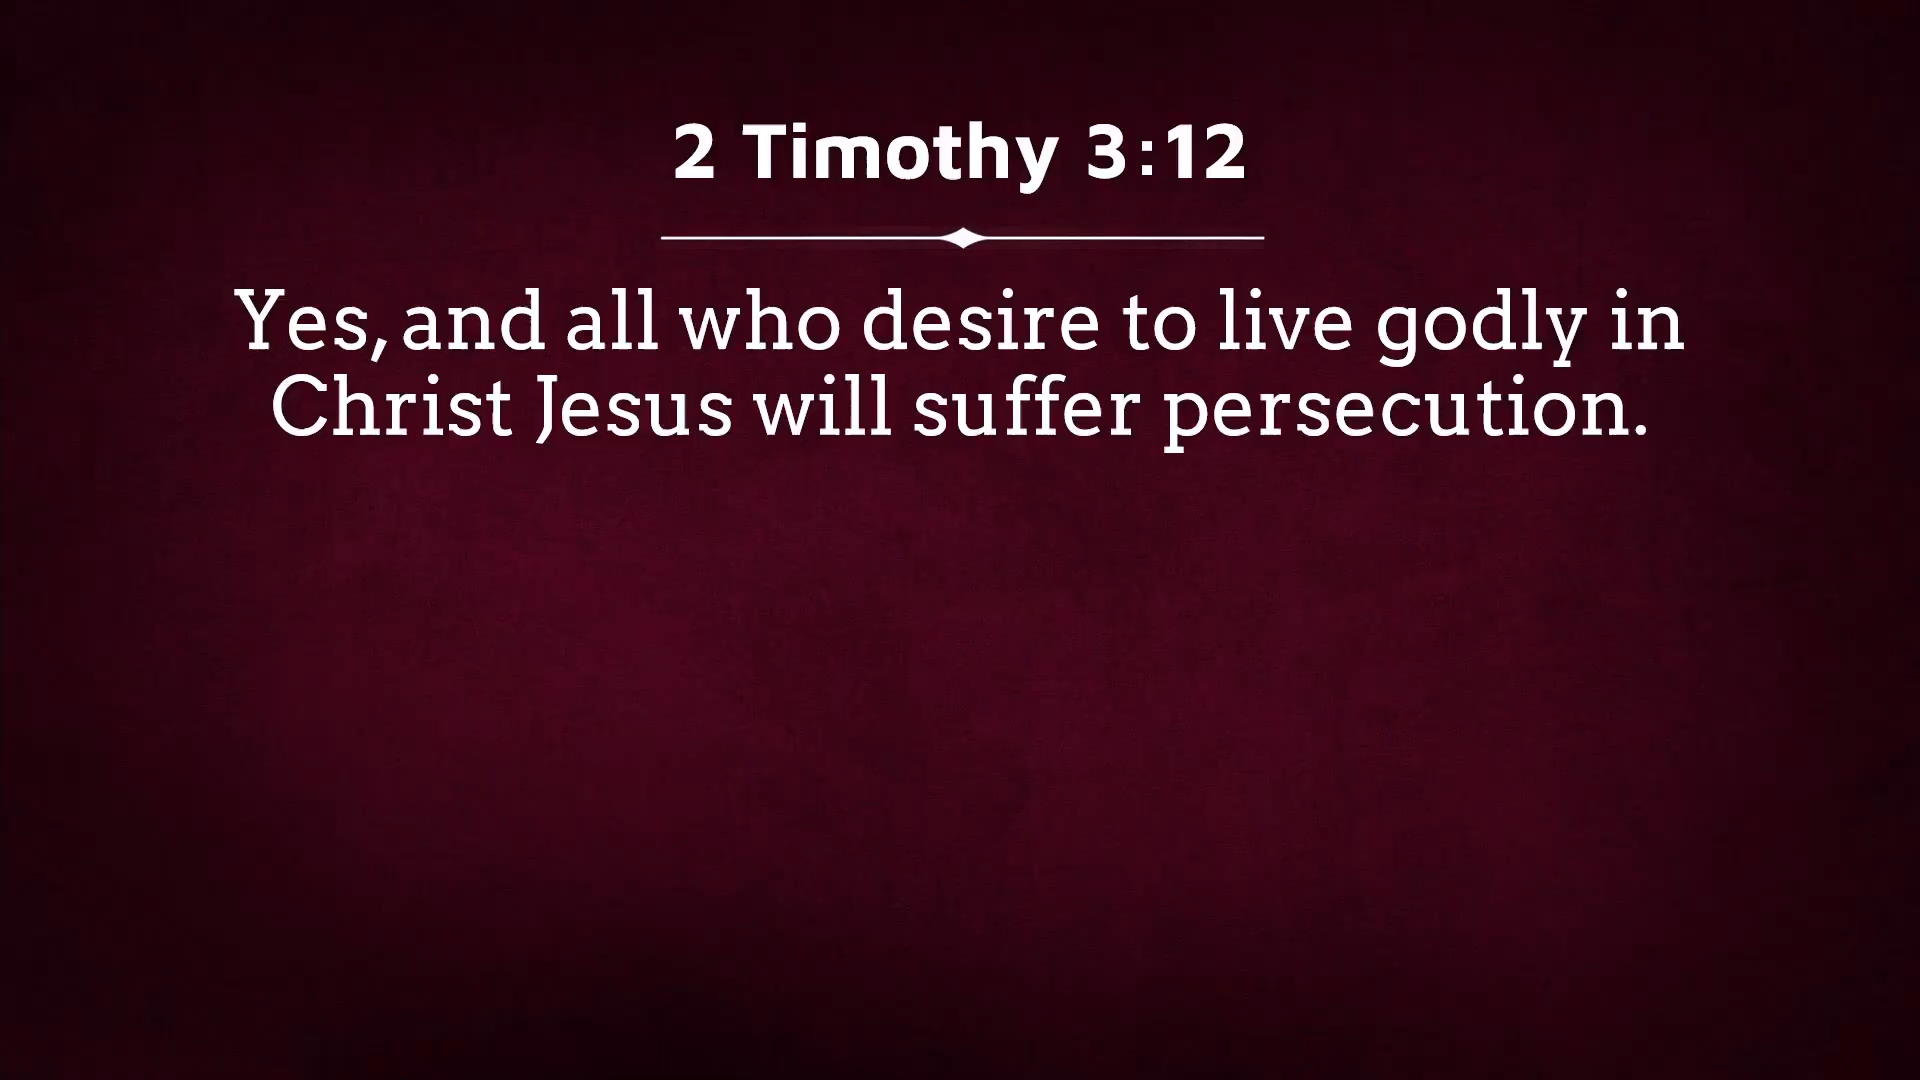 2 Timothy 3:12
Yes, and all who desire to live godly in
Christ Jesus will suffer persecution.